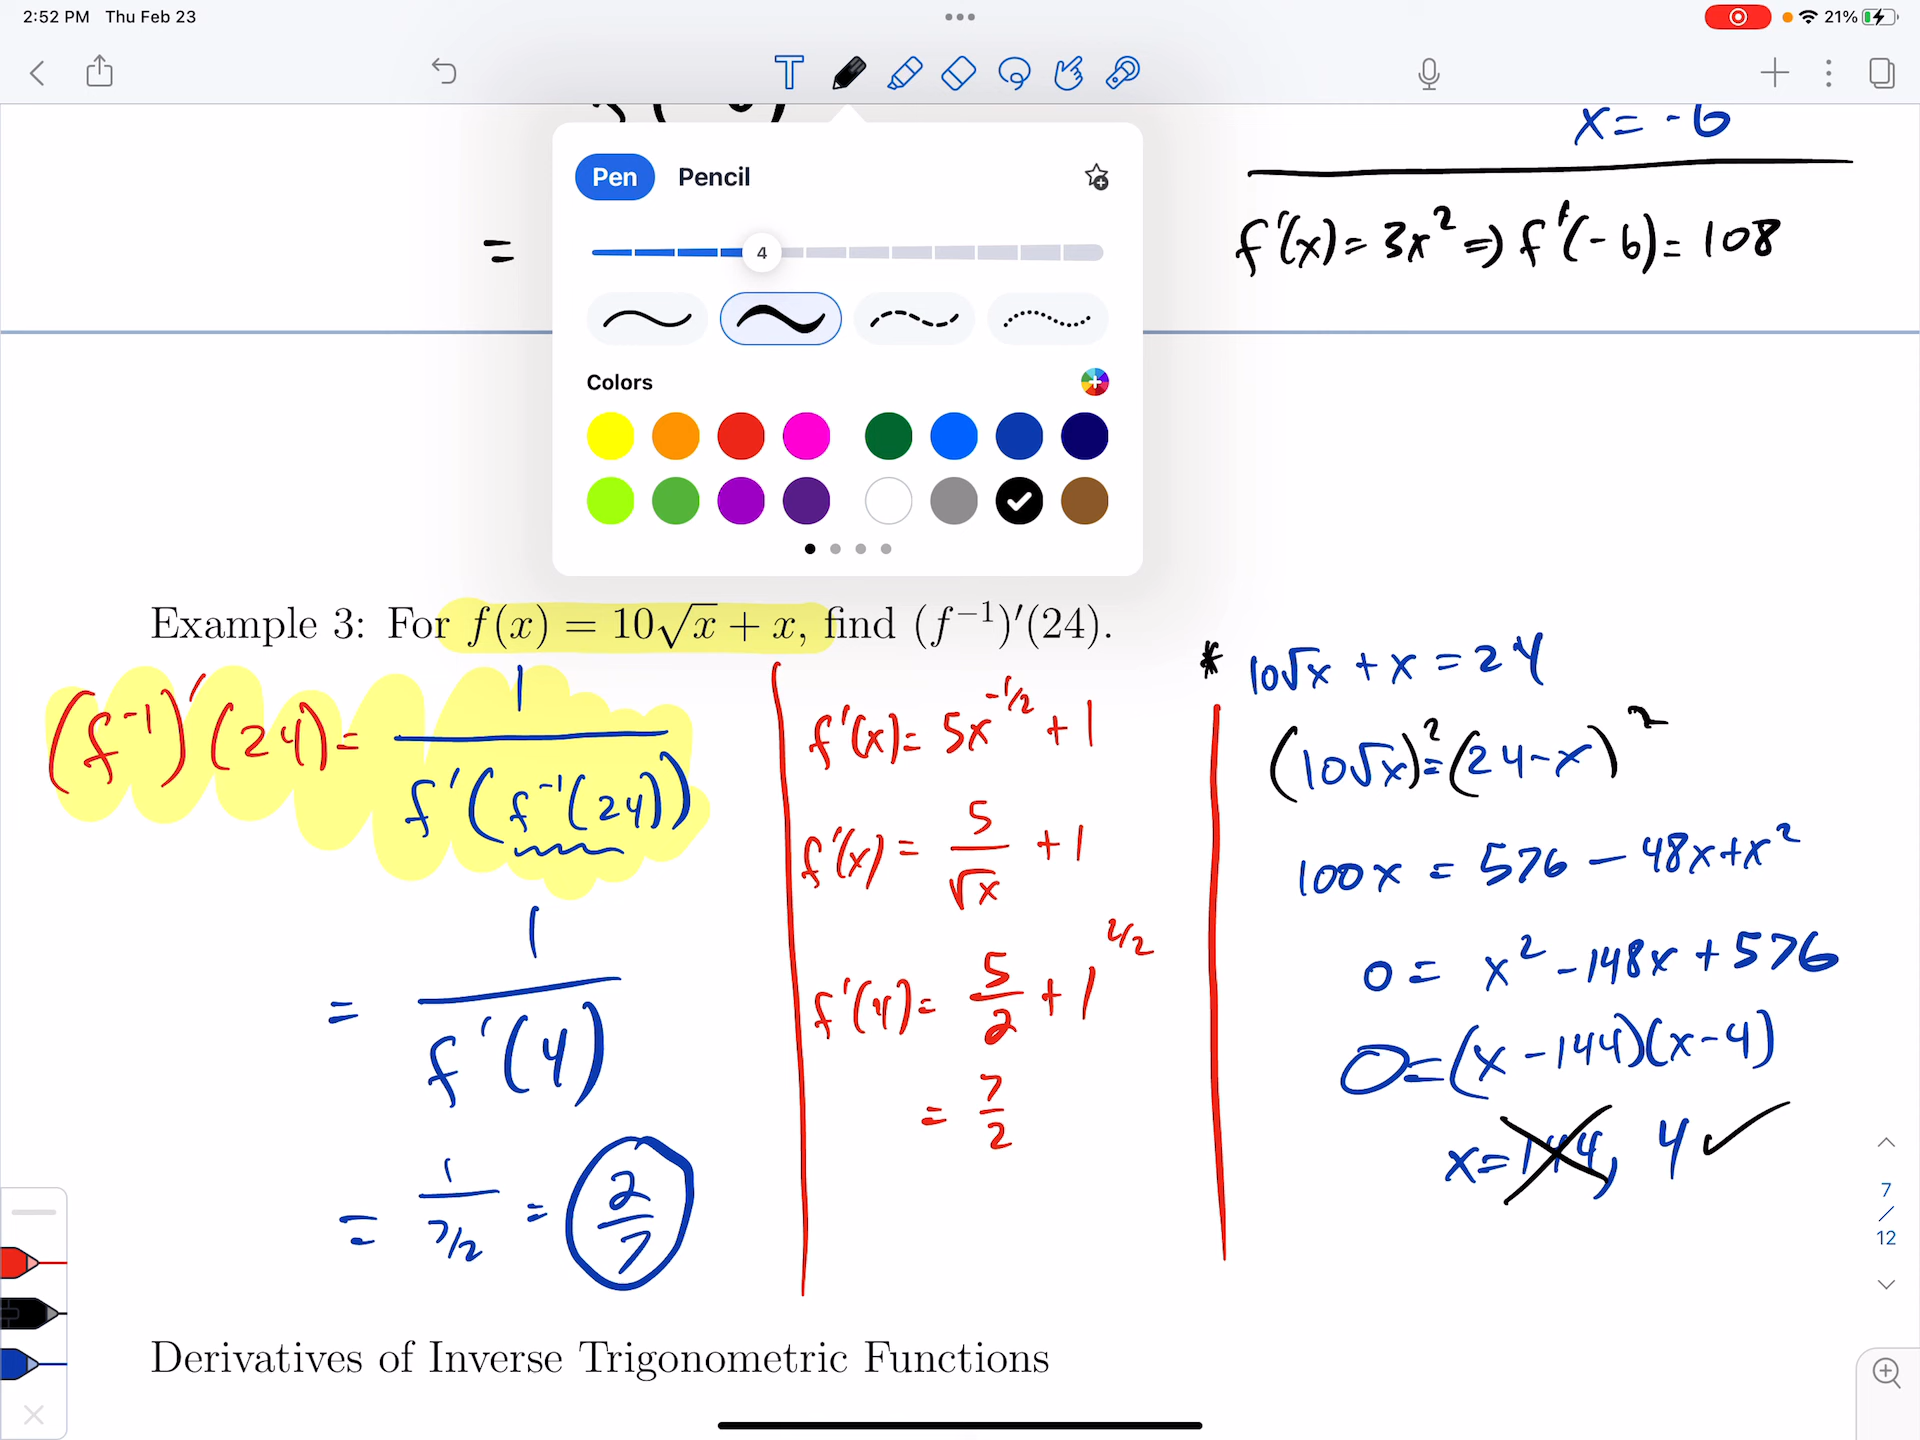 2:52 PM Thu Feb 23
21%
T
Pen Pencil
4
Colors
x = -6
f'(x) = 3x² => f'(-6) = 108
=
Example 3: For f(x) = 10√x + x, find (f⁻¹)′(24).
(f⁻¹)'(24) = 1 / f'(f⁻¹(24))
= 1 / f'(4)
= 1 / 7/2 = 2/7
f'(x) = 5x^(-1/2) + 1
f'(x) = 5/√x + 1
f'(4) = 5/2 + 1 2/2
= 7/2
* 10√x + x = 24
(10√x)² = (24-x)²
100x = 576 - 48x + x²
0 = x² - 148x + 576
0 = (x - 144)(x - 4)
x = 144, 4 ✓
7
/
12
Derivatives of Inverse Trigonometric Functions